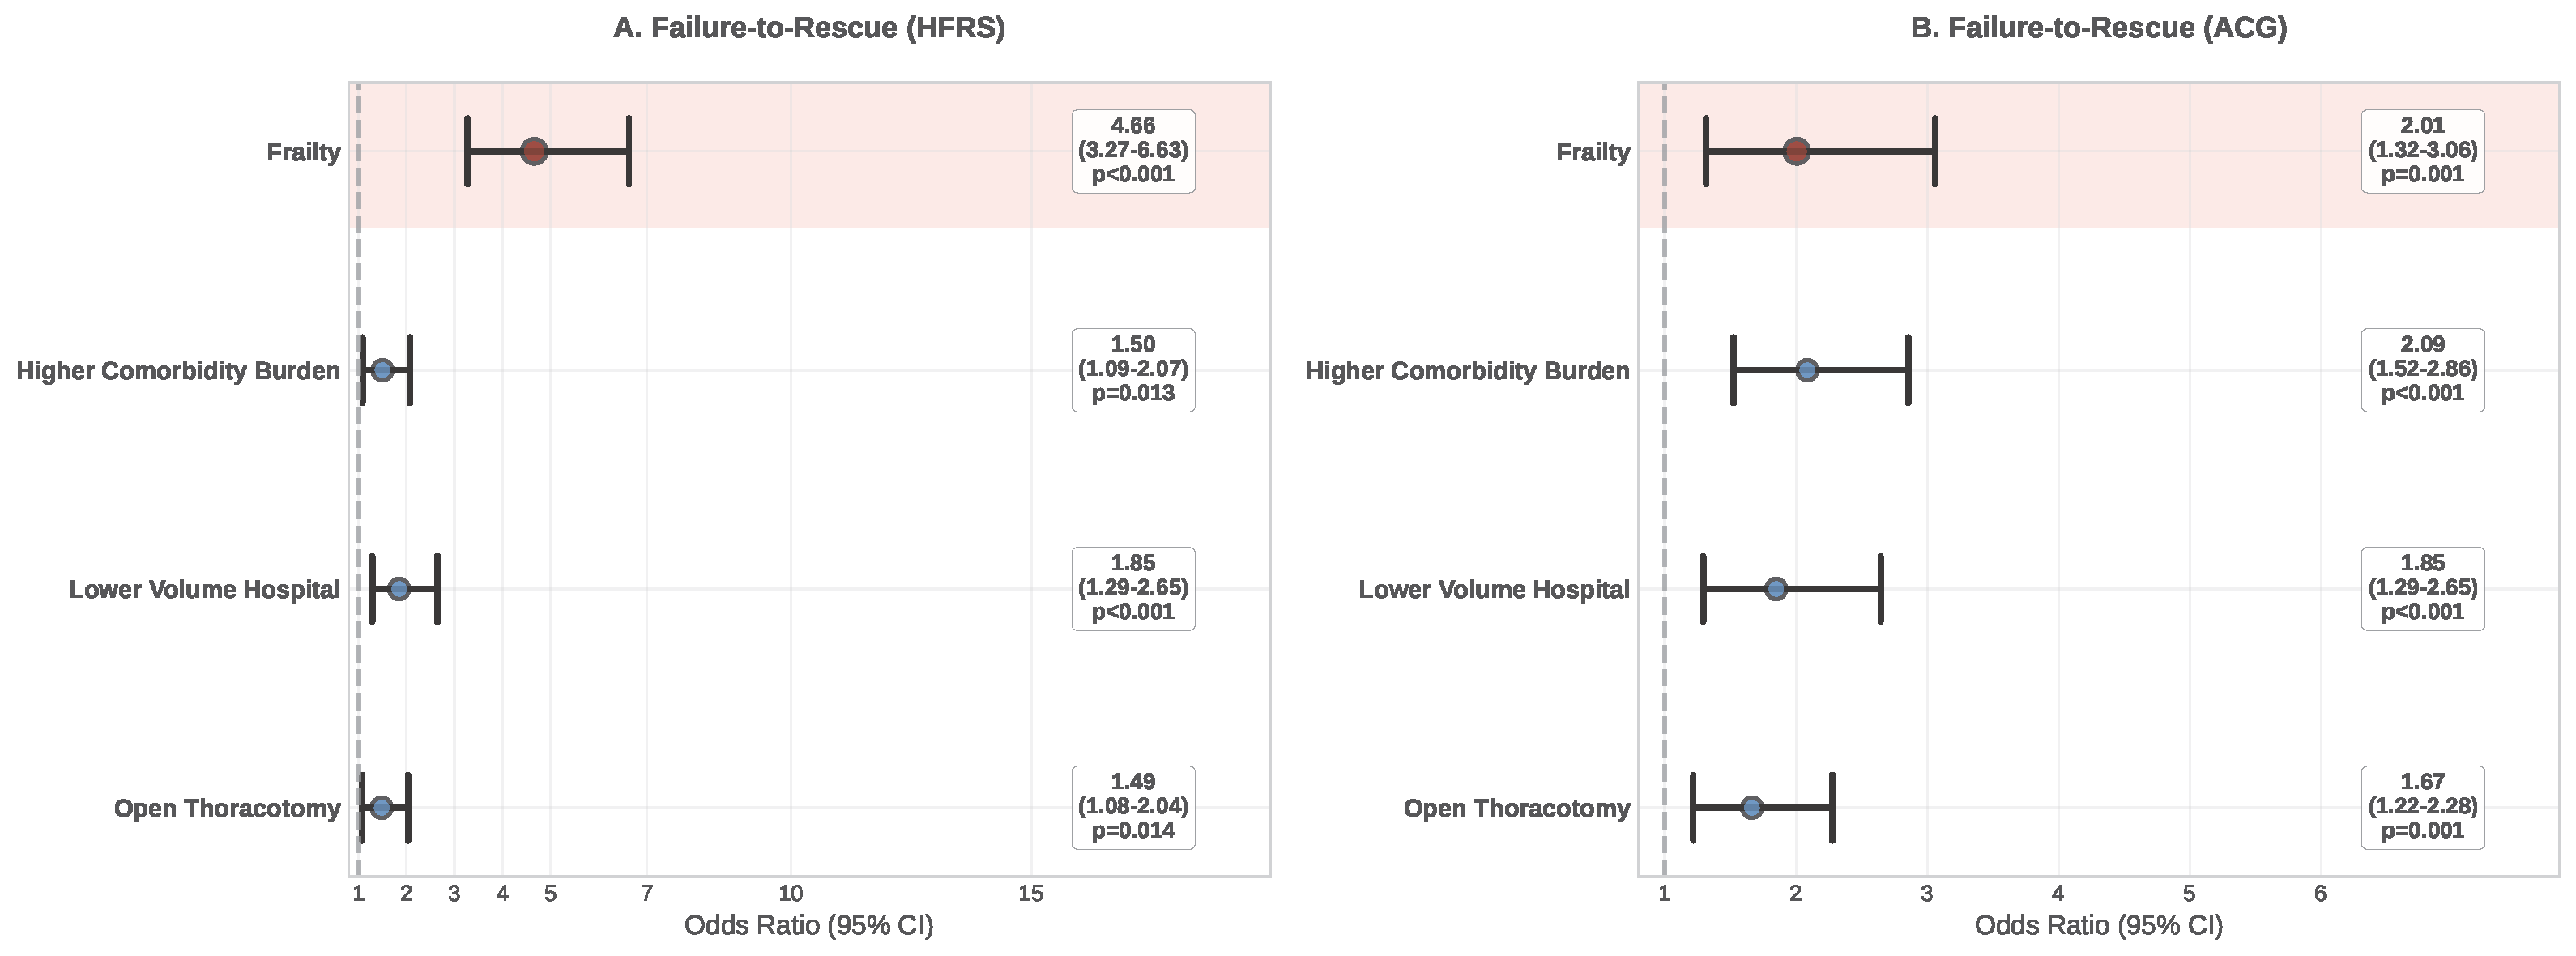 A. Failure-to-Rescue (HFRS)
Frailty
4.66
(3.27-6.63)
p<0.001
Higher Comorbidity Burden
1.50
(1.09-2.07)
p=0.013
Lower Volume Hospital
1.85
(1.29-2.65)
p<0.001
Open Thoracotomy
1.49
(1.08-2.04)
p=0.014
1 2 3 4 5 7 10 15
Odds Ratio (95% CI)
B. Failure-to-Rescue (ACG)
Frailty
2.01
(1.32-3.06)
p=0.001
Higher Comorbidity Burden
2.09
(1.52-2.86)
p<0.001
Lower Volume Hospital
1.85
(1.29-2.65)
p<0.001
Open Thoracotomy
1.67
(1.22-2.28)
p=0.001
1 2 3 4 5 6
Odds Ratio (95% CI)